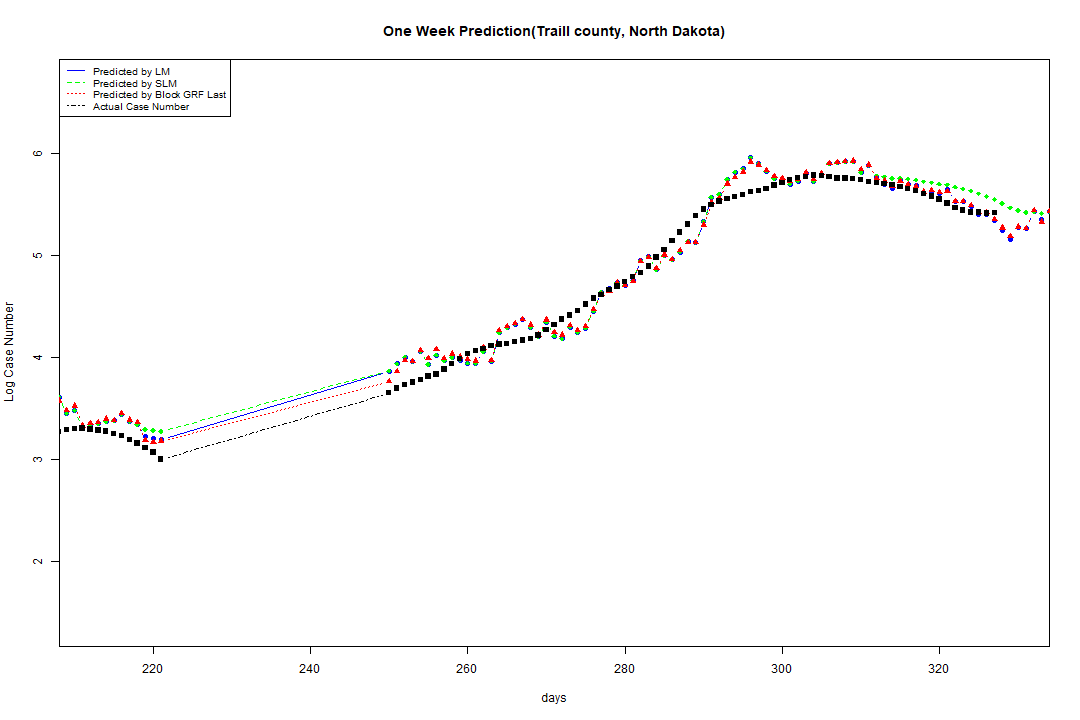 One Week Prediction(Traill county, North Dakota)
Predicted by LM
Predicted by SLM
Predicted by Block GRF Last
Actual Case Number
6
5
4
3
2
Log Case Number
220 240 260 280 300 320
days